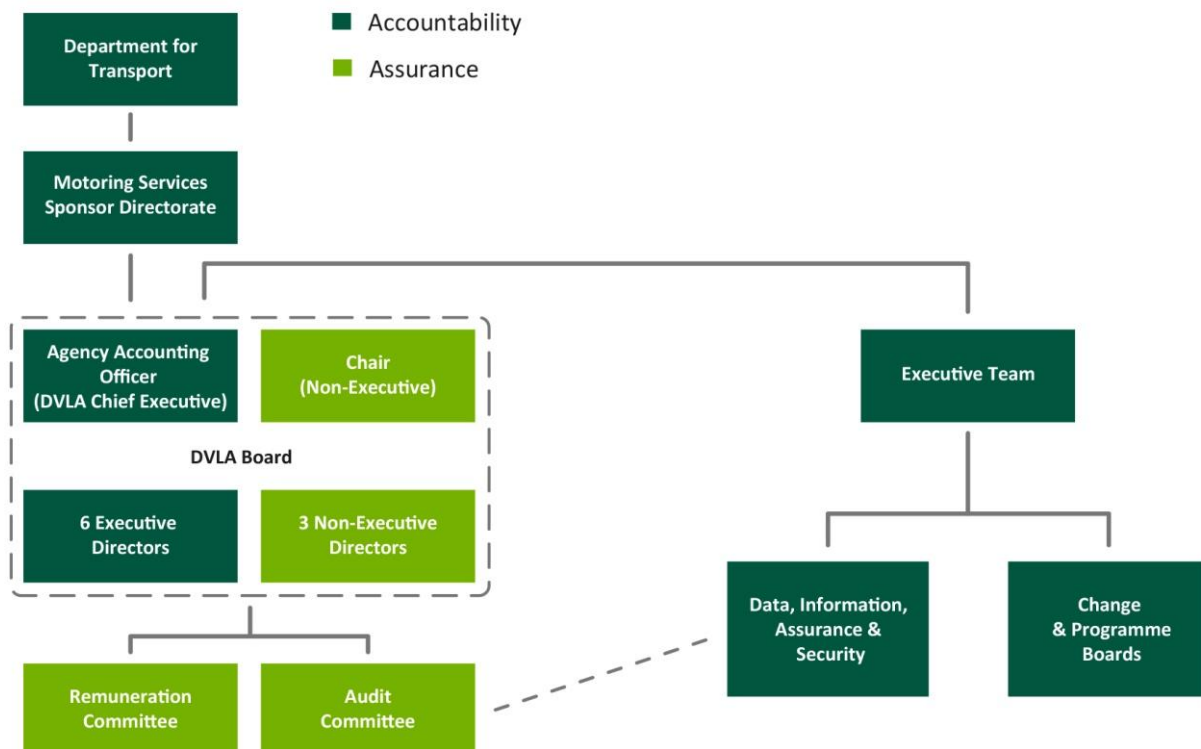 Department for
Transport
Accountability
Assurance
Motoring Services
Sponsor Directorate
Agency Accounting
Officer
(DVLA Chief Executive)
Chair
(Non-Executive)
Executive Team
DVLA Board
6 Executive
Directors
3 Non-Executive
Directors
Data, Information,
Assurance &
Security
Change
& Programme
Boards
Remuneration
Committee
Audit
Committee